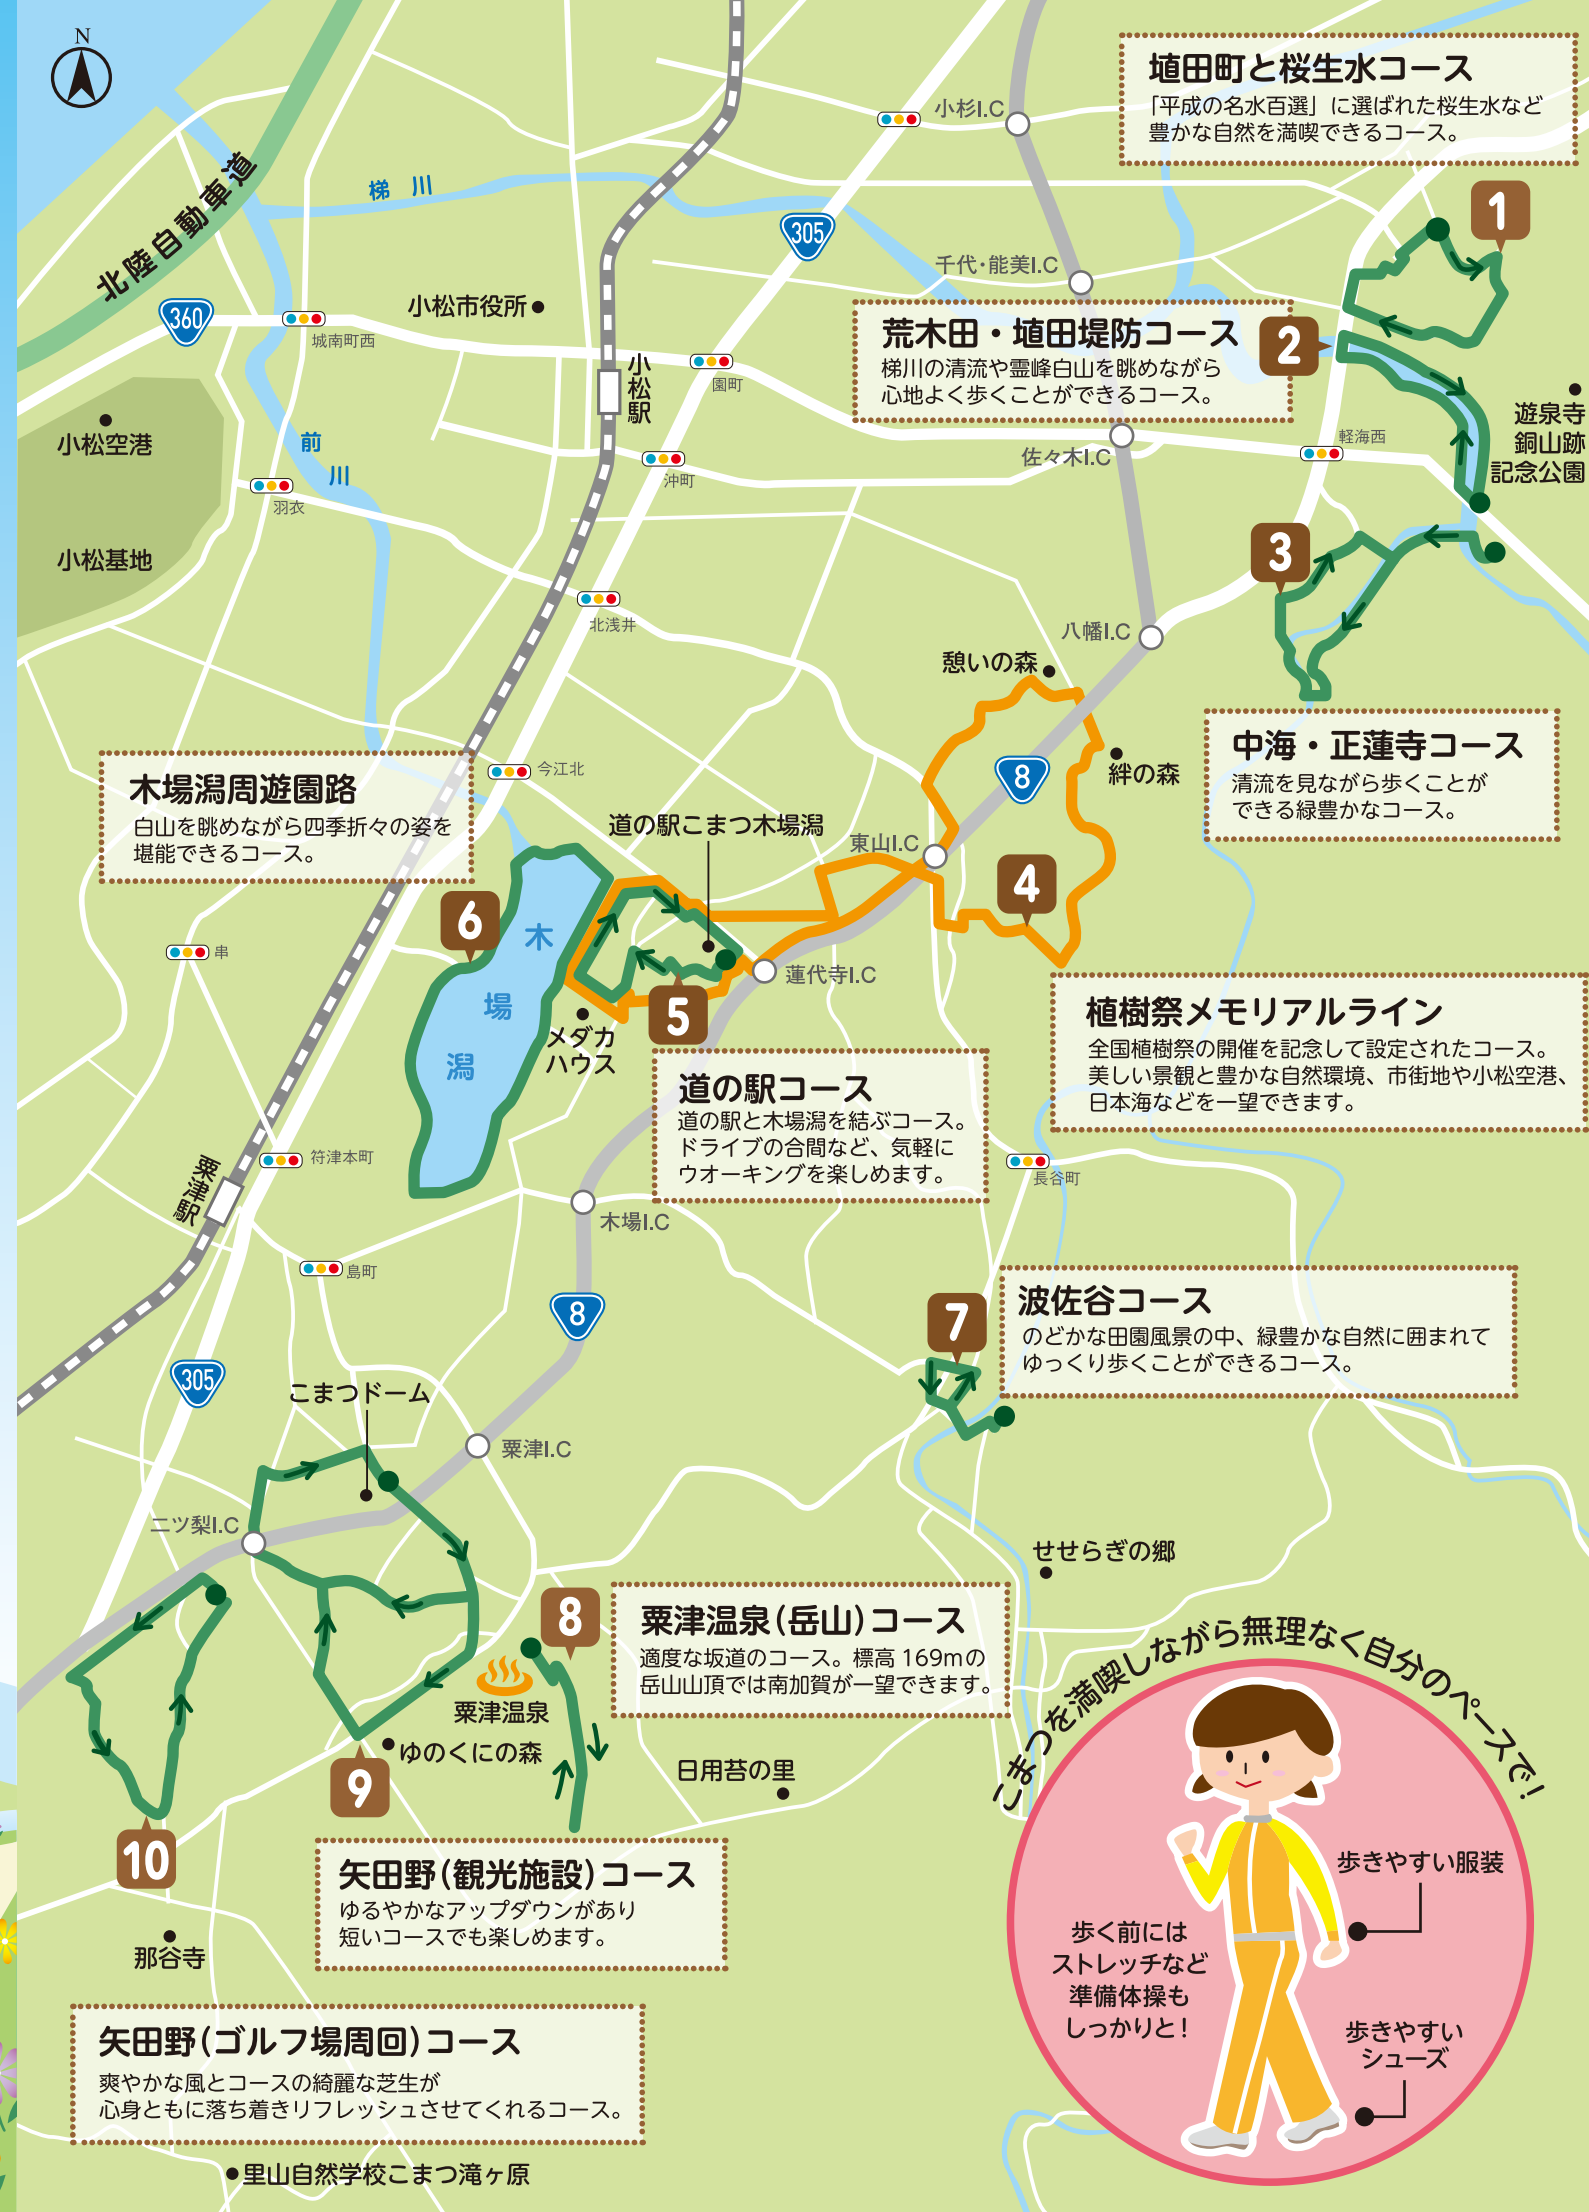 N
埴田町と桜生水コース
「平成の名水百選」に選ばれた桜生水など
豊かな自然を満喫できるコース。
1
小杉I.C
北陸自動車道
梯川
305
千代・能美I.C
360
城南町西
小松市役所
小松駅
園町
荒木田・埴田堤防コース
梯川の清流や霊峰白山を眺めながら
心地よく歩くことができるコース。
2
遊泉寺
銅山跡
記念公園
軽海西
佐々木I.C
小松空港
前川
羽衣
沖町
小松基地
3
北浅井
八幡I.C
憩いの森
中海・正蓮寺コース
清流を見ながら歩くことが
できる緑豊かなコース。
8
絆の森
木場潟周遊園路
白山を眺めながら四季折々の姿を
堪能できるコース。
今江北
道の駅こまつ木場潟
東山I.C
4
6
木場潟
串
蓮代寺I.C
5
メダカ
ハウス
植樹祭メモリアルライン
全国植樹祭の開催を記念して設定されたコース。
美しい景観と豊かな自然環境、市街地や小松空港、
日本海などを一望できます。
道の駅コース
道の駅と木場潟を結ぶコース。
ドライブの合間など、気軽に
ウオーキングを楽しめます。
符津本町
粟津駅
長谷町
木場I.C
島町
8
7
波佐谷コース
のどかな田園風景の中、緑豊かな自然に囲まれて
ゆっくり歩くことができるコース。
305
こまつドーム
粟津I.C
二ツ梨I.C
せせらぎの郷
8
粟津温泉(岳山)コース
適度な坂道のコース。標高169mの
岳山山頂では南加賀が一望できます。
粟津温泉
ゆのくにの森
日用苔の里
9
10
矢田野(観光施設)コース
ゆるやかなアップダウンがあり
短いコースでも楽しめます。
那谷寺
矢田野(ゴルフ場周回)コース
爽やかな風とコースの綺麗な芝生が
心身ともに落ち着きリフレッシュさせてくれるコース。
里山自然学校こまつ滝ヶ原
こまつを満喫しながら無理なく自分のペースで!
歩きやすい服装
歩く前には
ストレッチなど
準備体操も
しっかりと!
歩きやすい
シューズ